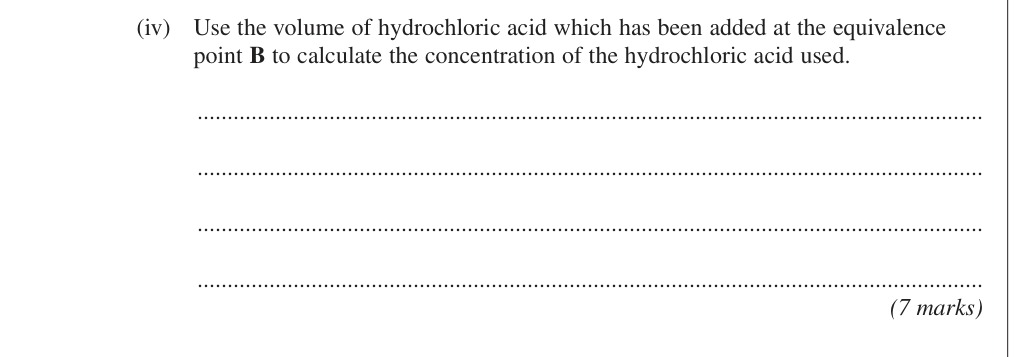 (iv) Use the volume of hydrochloric acid which has been added at the equivalence
point B to calculate the concentration of the hydrochloric acid used.
....................................................................................................................................
....................................................................................................................................
....................................................................................................................................
....................................................................................................................................
(7 marks)